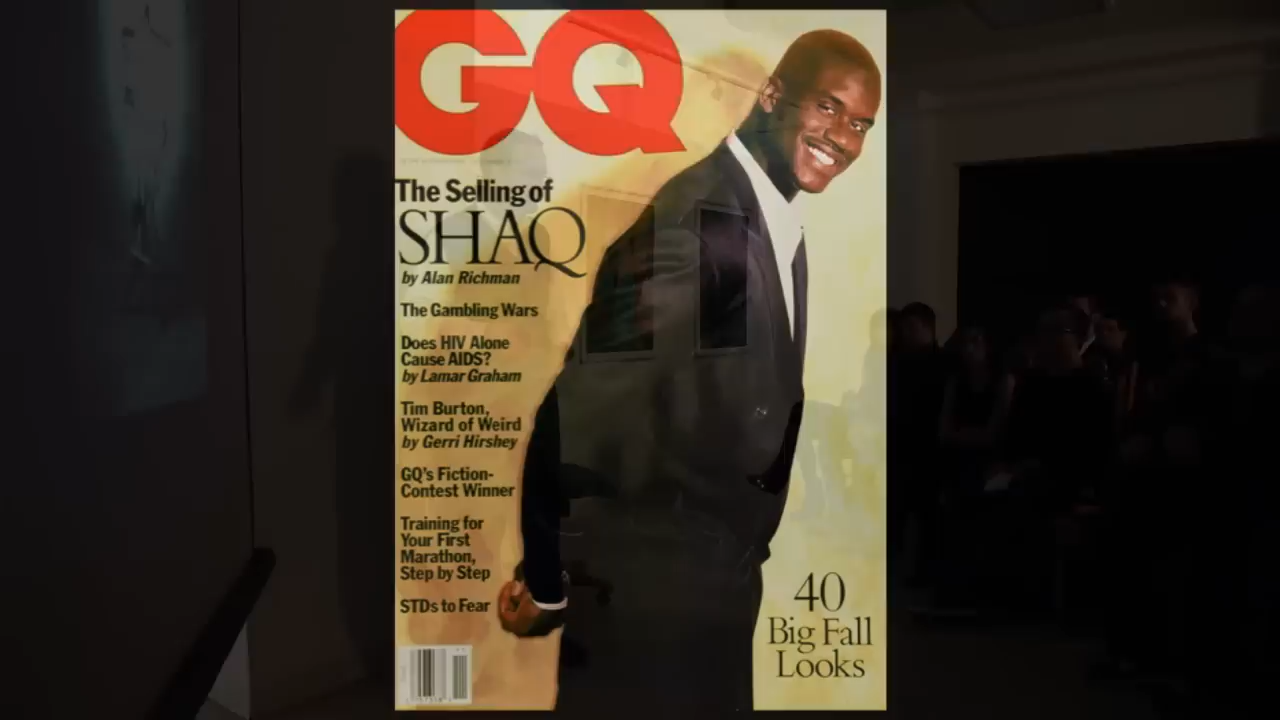 GQ
The Selling of
SHAQ
by Alan Richman
The Gambling Wars
Does HIV Alone
Cause AIDS?
by Lamar Graham
Tim Burton,
Wizard of Weird
by Gerri Hirshey
GQ's Fiction-
Contest Winner
Training for
Your First
Marathon,
Step by Step
STDs to Fear
40
Big Fall
Looks